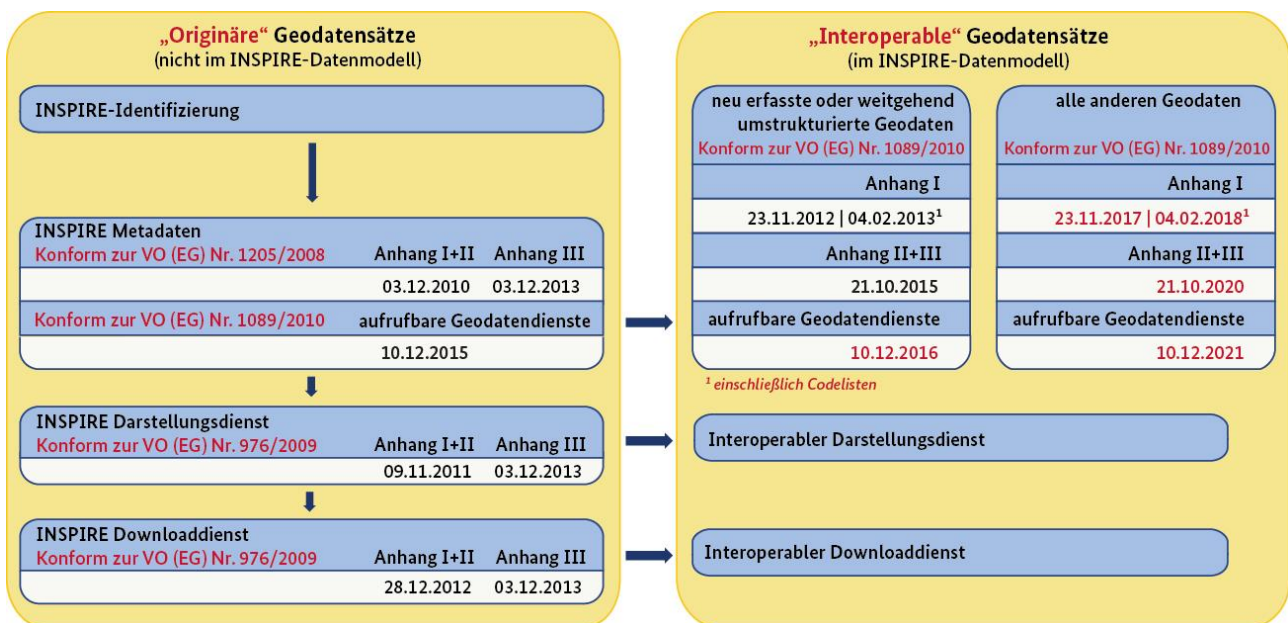 „Originäre“ Geodatensätze
(nicht im INSPIRE-Datenmodell)
INSPIRE-Identifizierung
INSPIRE Metadaten
Konform zur VO (EG) Nr. 1205/2008 Anhang I+II Anhang III
03.12.2010 03.12.2013
Konform zur VO (EG) Nr. 1089/2010 aufrufbare Geodatendienste
10.12.2015
INSPIRE Darstellungsdienst
Konform zur VO (EG) Nr. 976/2009 Anhang I+II Anhang III
09.11.2011 03.12.2013
INSPIRE Downloaddienst
Konform zur VO (EG) Nr. 976/2009 Anhang I+II Anhang III
28.12.2012 03.12.2013
„Interoperable“ Geodatensätze
(im INSPIRE-Datenmodell)
neu erfasste oder weitgehend
umstrukturierte Geodaten
Konform zur VO (EG) Nr. 1089/2010
Anhang I
23.11.2012 | 04.02.2013¹
Anhang II+III
21.10.2015
aufrufbare Geodatendienste
10.12.2016
alle anderen Geodaten
Konform zur VO (EG) Nr. 1089/2010
Anhang I
23.11.2017 | 04.02.2018¹
Anhang II+III
21.10.2020
aufrufbare Geodatendienste
10.12.2021
¹ einschließlich Codelisten
Interoperabler Darstellungsdienst
Interoperabler Downloaddienst